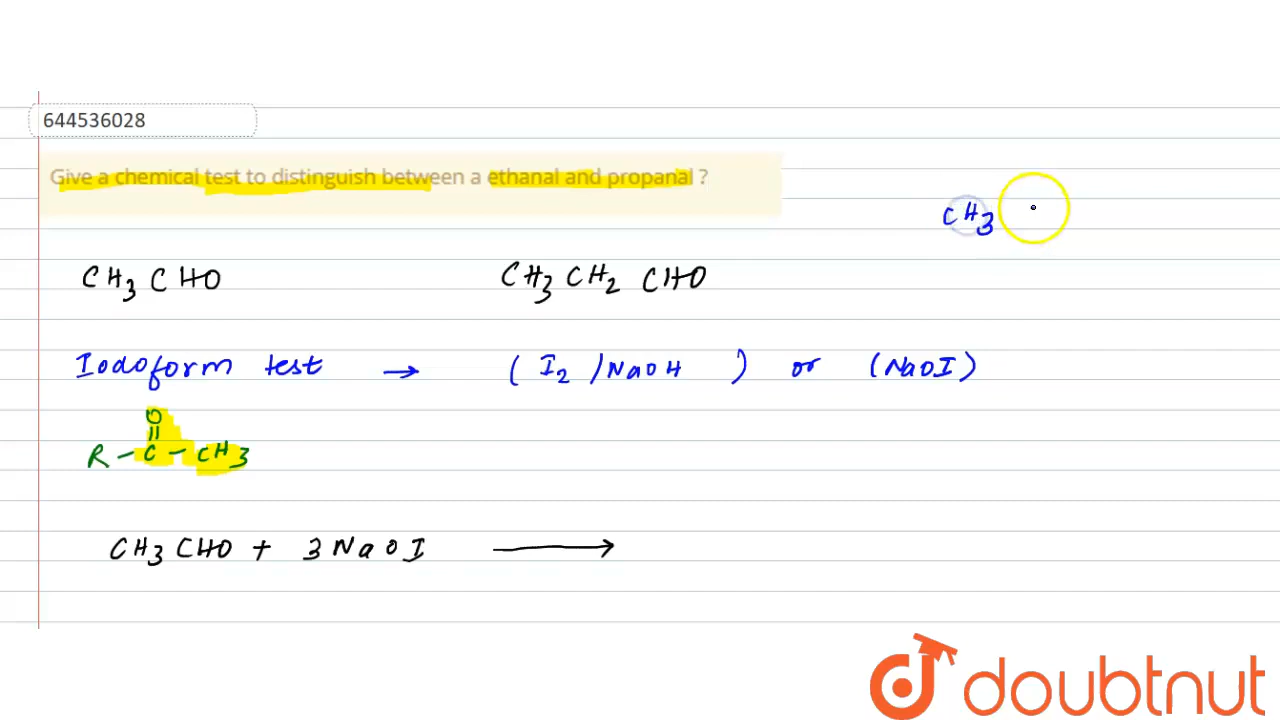 644536028
Give a chemical test to distinguish between a ethanal and propanal ?
CH3
CH3 CHO CH3 CH2 CHO
Iodoform test → ( I2 / NaOH ) or (NaOI)
O
||
R - C - CH3
CH3 CHO + 3 NaOI ⟶
doubtnut